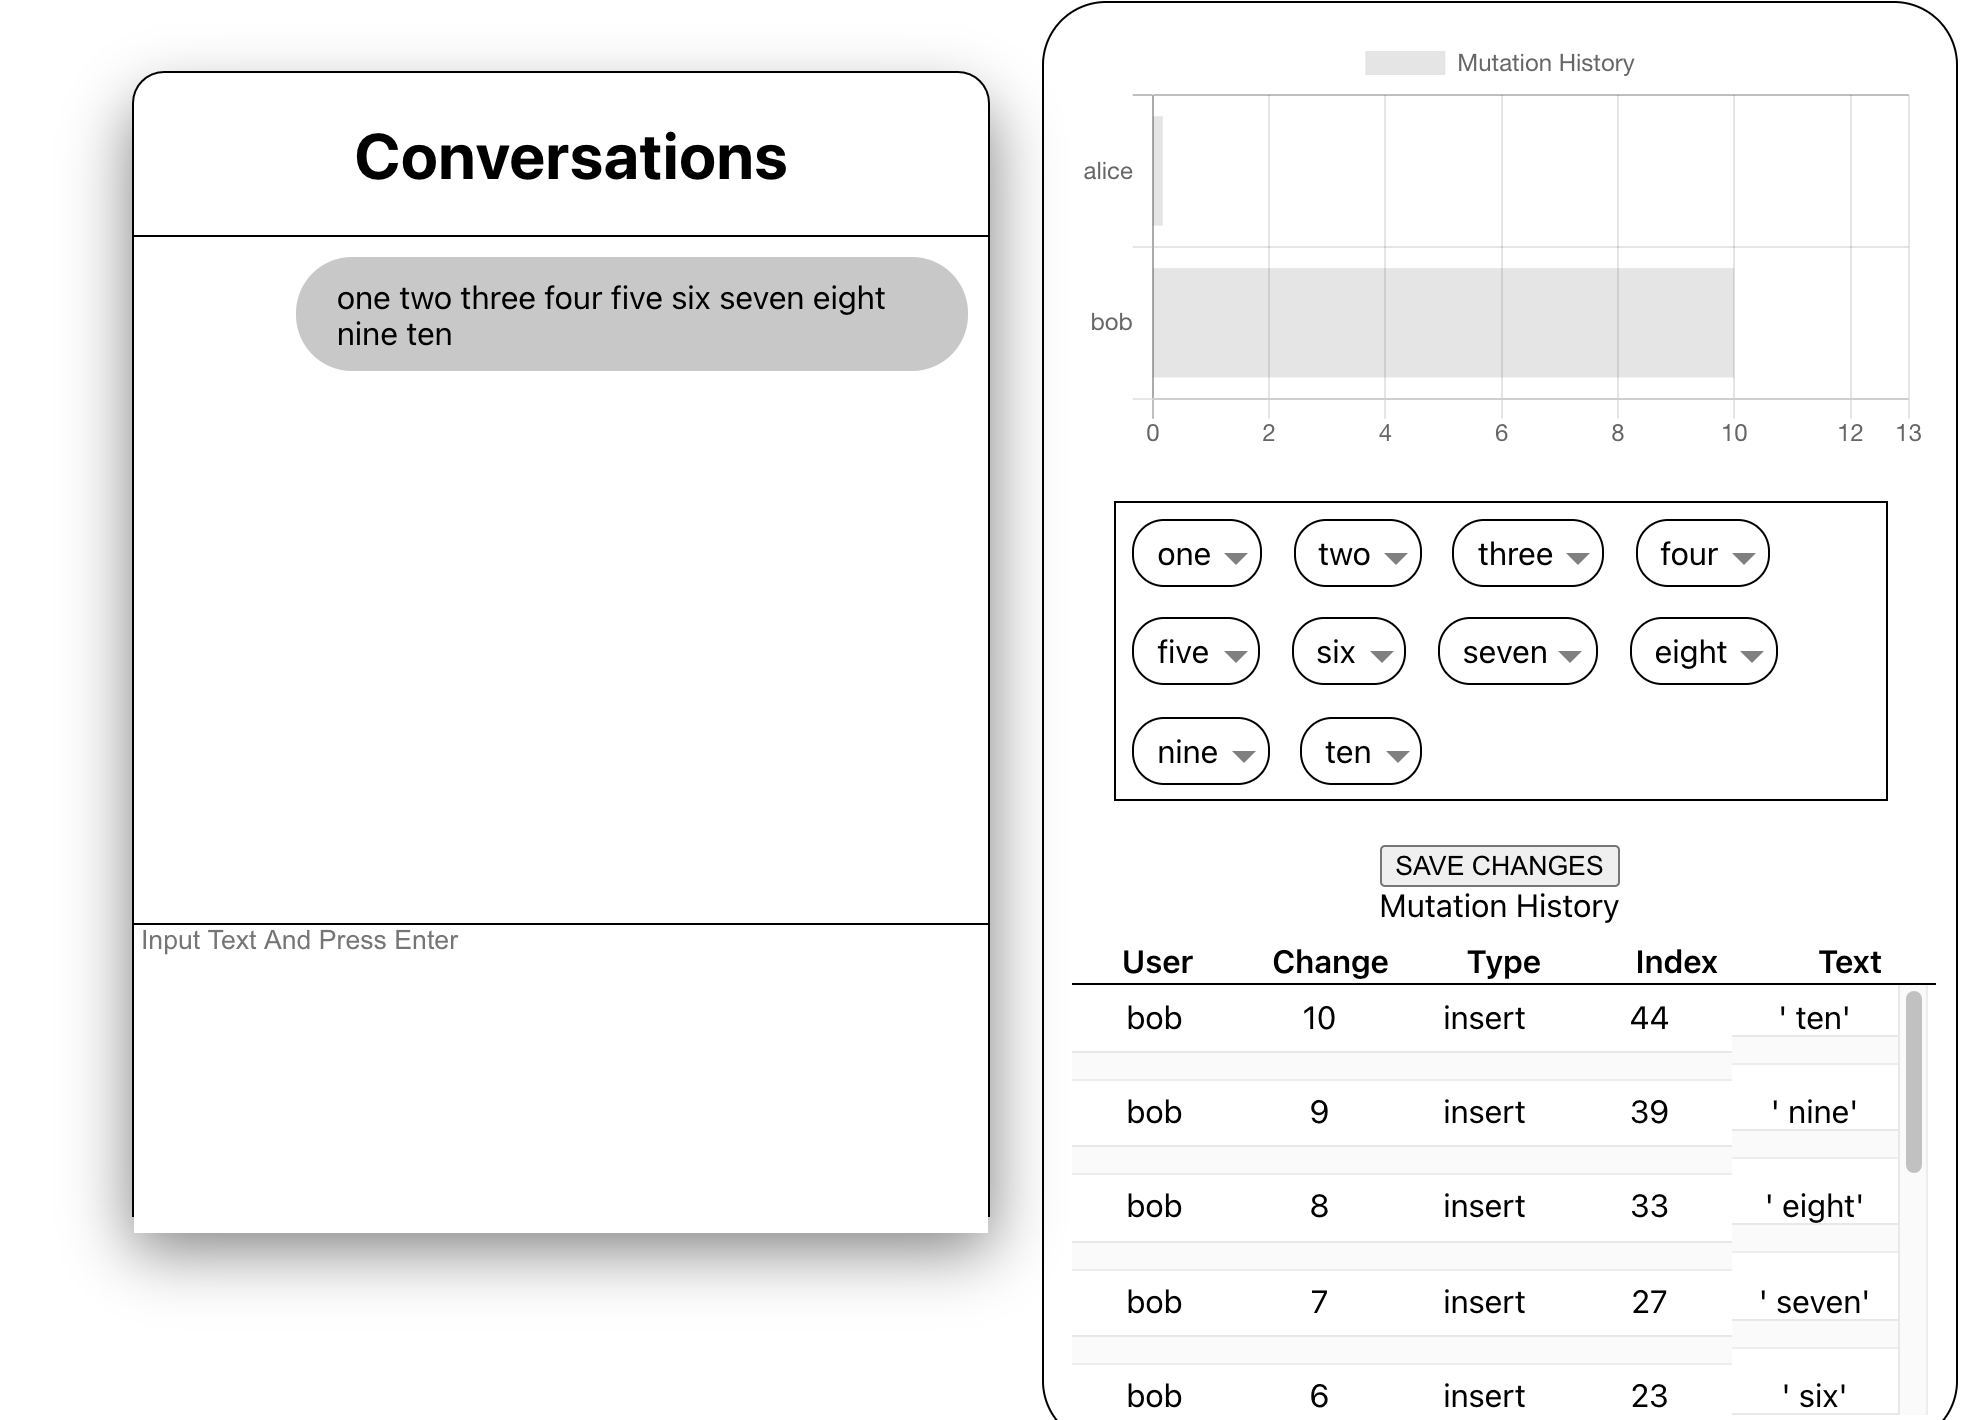 Conversations
one two three four five six seven eight
nine ten
Input Text And Press Enter
Mutation History
alice
bob
0 2 4 6 8 10 12 13
one two three four
five six seven eight
nine ten
SAVE CHANGES
Mutation History
User Change Type Index Text
bob 10 insert 44 ' ten'
bob 9 insert 39 ' nine'
bob 8 insert 33 ' eight'
bob 7 insert 27 ' seven'
bob 6 insert 23 ' six'